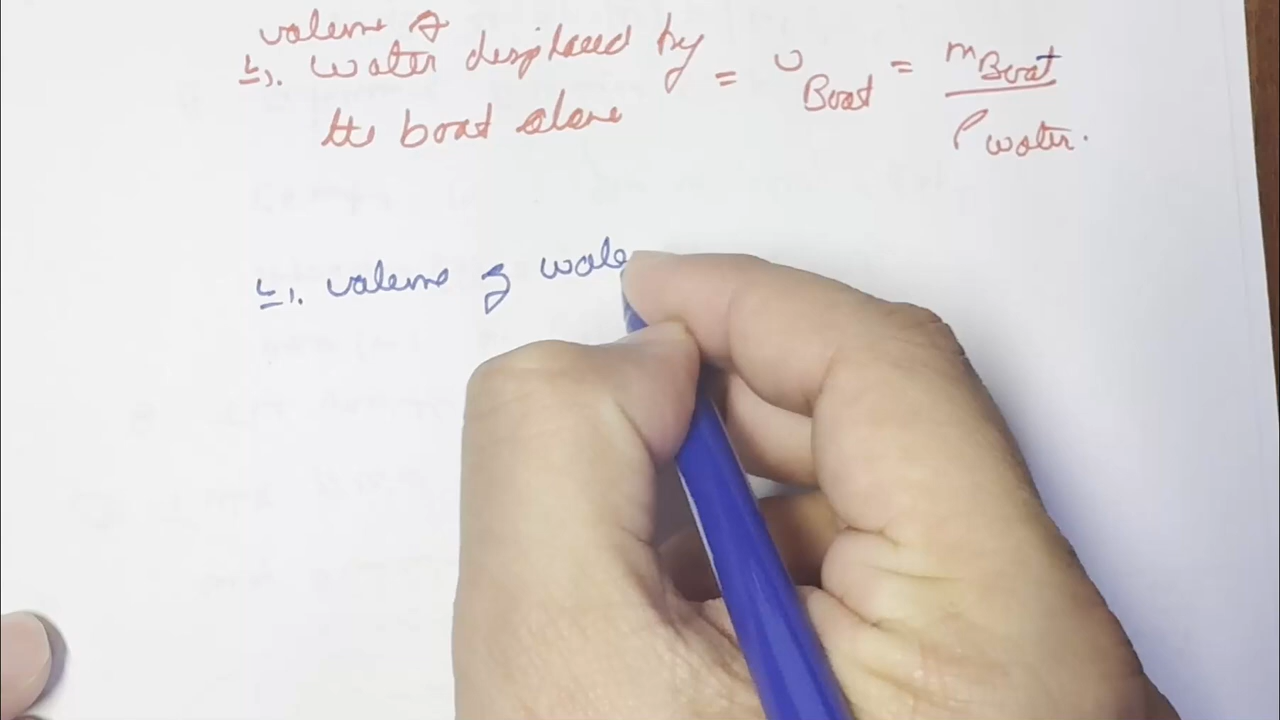 volume of
↳. water displaced by = v Boat = m Boat / ρ water.
the boat alone
↳. volume of wate